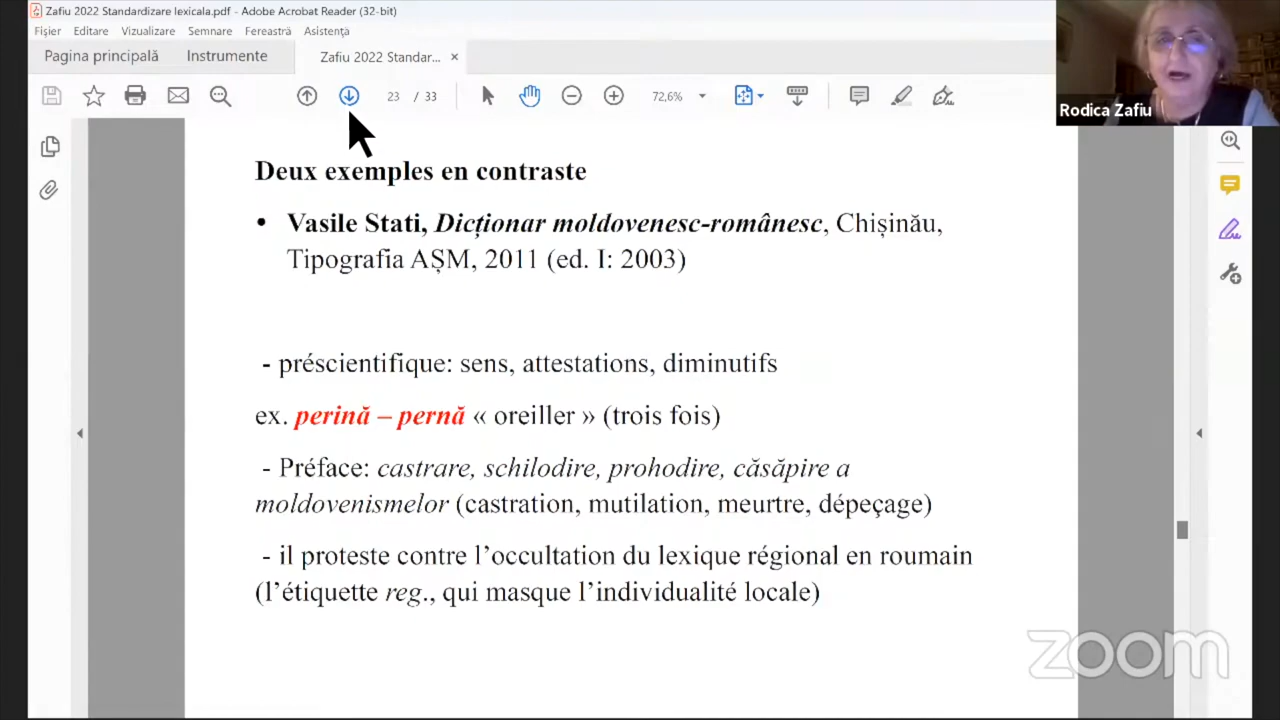 Zafiu 2022 Standardizare lexicala.pdf - Adobe Acrobat Reader (32-bit)
Fișier Editare Vizualizare Semnare Fereastră Asistență
Pagina principală Instrumente Zafiu 2022 Standar... ×
23 / 33 72,6%
Rodica Zafiu
Deux exemples en contraste
• Vasile Stati, Dicționar moldovenesc-românesc, Chișinău,
Tipografia AȘM, 2011 (ed. I: 2003)
- préscientifique: sens, attestations, diminutifs
ex. perină – pernă « oreiller » (trois fois)
- Préface: castrare, schilodire, prohodire, căsăpire a
moldovenismelor (castration, mutilation, meurtre, dépeçage)
- il proteste contre l’occultation du lexique régional en roumain
(l’étiquette reg., qui masque l’individualité locale)
zoom